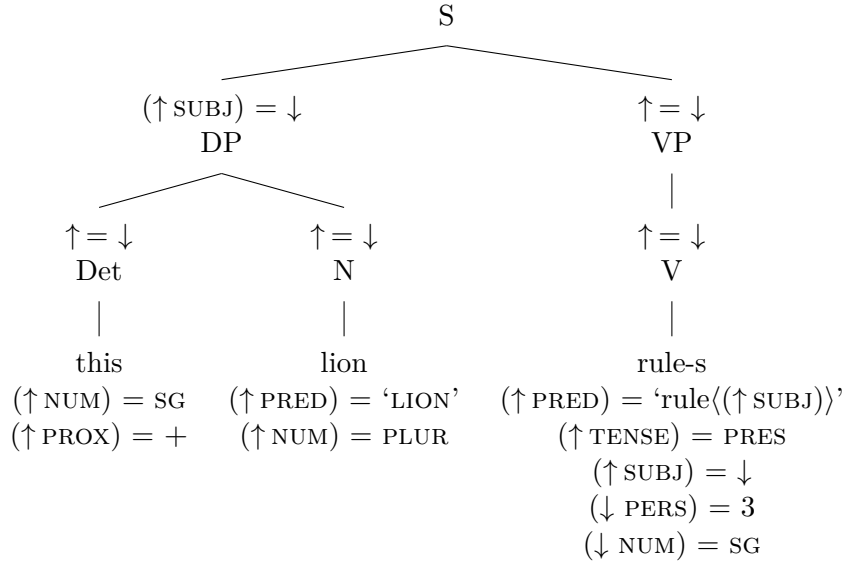 S
(↑ SUBJ) = ↓ ↑ = ↓
DP VP
↑ = ↓ ↑ = ↓ ↑ = ↓
Det N V
this lion rule-s
(↑ NUM) = SG (↑ PRED) = ‘LION’ (↑ PRED) = ‘rule⟨(↑ SUBJ)⟩’
(↑ PROX) = + (↑ NUM) = PLUR (↑ TENSE) = PRES
(↑ SUBJ) = ↓
(↓ PERS) = 3
(↓ NUM) = SG